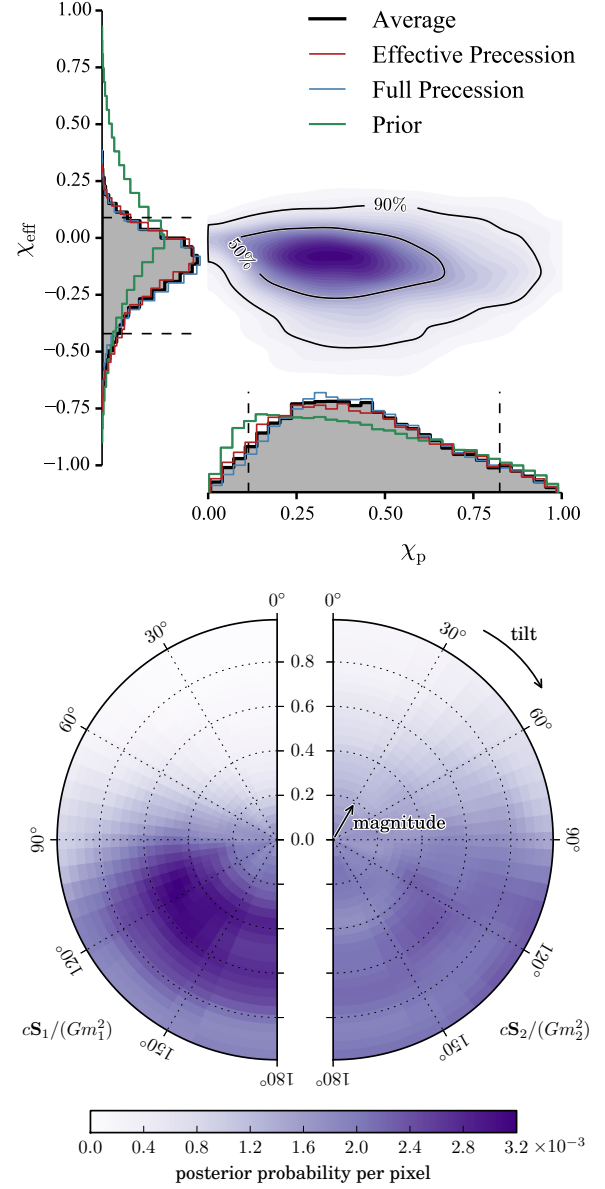 1.00
0.75
0.50
0.25
0.00
−0.25
−0.50
−0.75
−1.00
χeff
Average
Effective Precession
Full Precession
Prior
90%
50%
0.00 0.25 0.50 0.75 1.00
χp
0° 0°
30° 30°
tilt
60° 60°
90° 90°
120° 120°
150° 150°
180° 180°
0.8
0.6
0.4
0.2
0.0
magnitude
cS₁/(Gm₁²) cS₂/(Gm₂²)
0.0 0.4 0.8 1.2 1.6 2.0 2.4 2.8 3.2 ×10⁻³
posterior probability per pixel